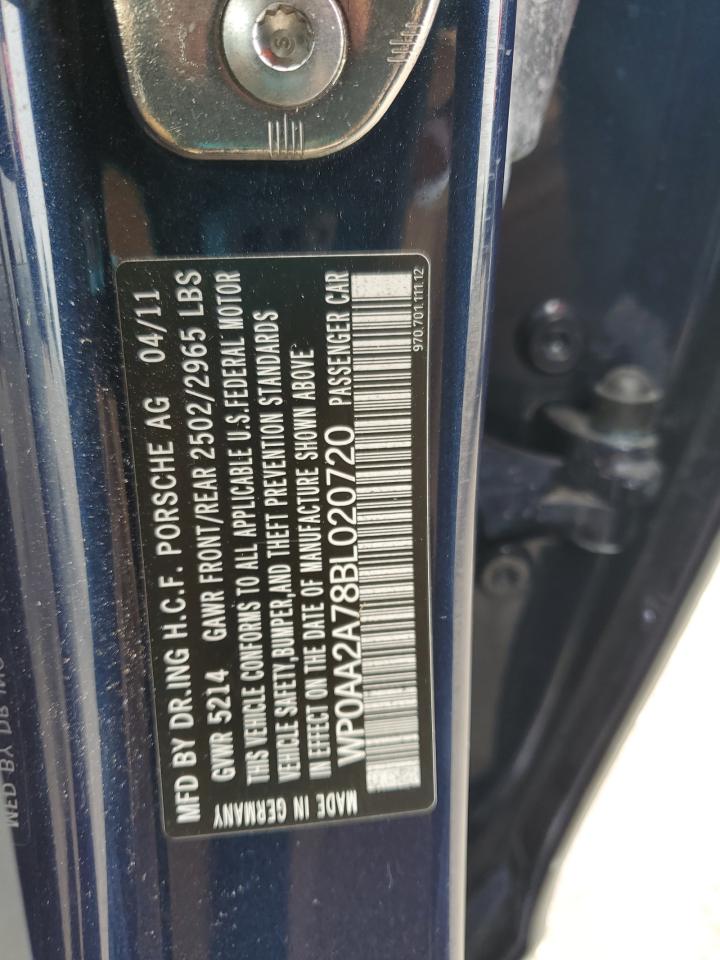 MFD BY DR.ING H.C.F. PORSCHE AG 04/11
GVWR 5214 GAWR FRONT/REAR 2502/2965 LBS
THIS VEHICLE CONFORMS TO ALL APPLICABLE U.S.FEDERAL MOTOR
VEHICLE SAFETY,BUMPER,AND THEFT PREVENTION STANDARDS
IN EFFECT ON DATE OF MANUFACTURE SHOWN ABOVE
WP0AA2A78BL020720 PASSENGER CAR
MADE IN GERMANY
970.701.111.12